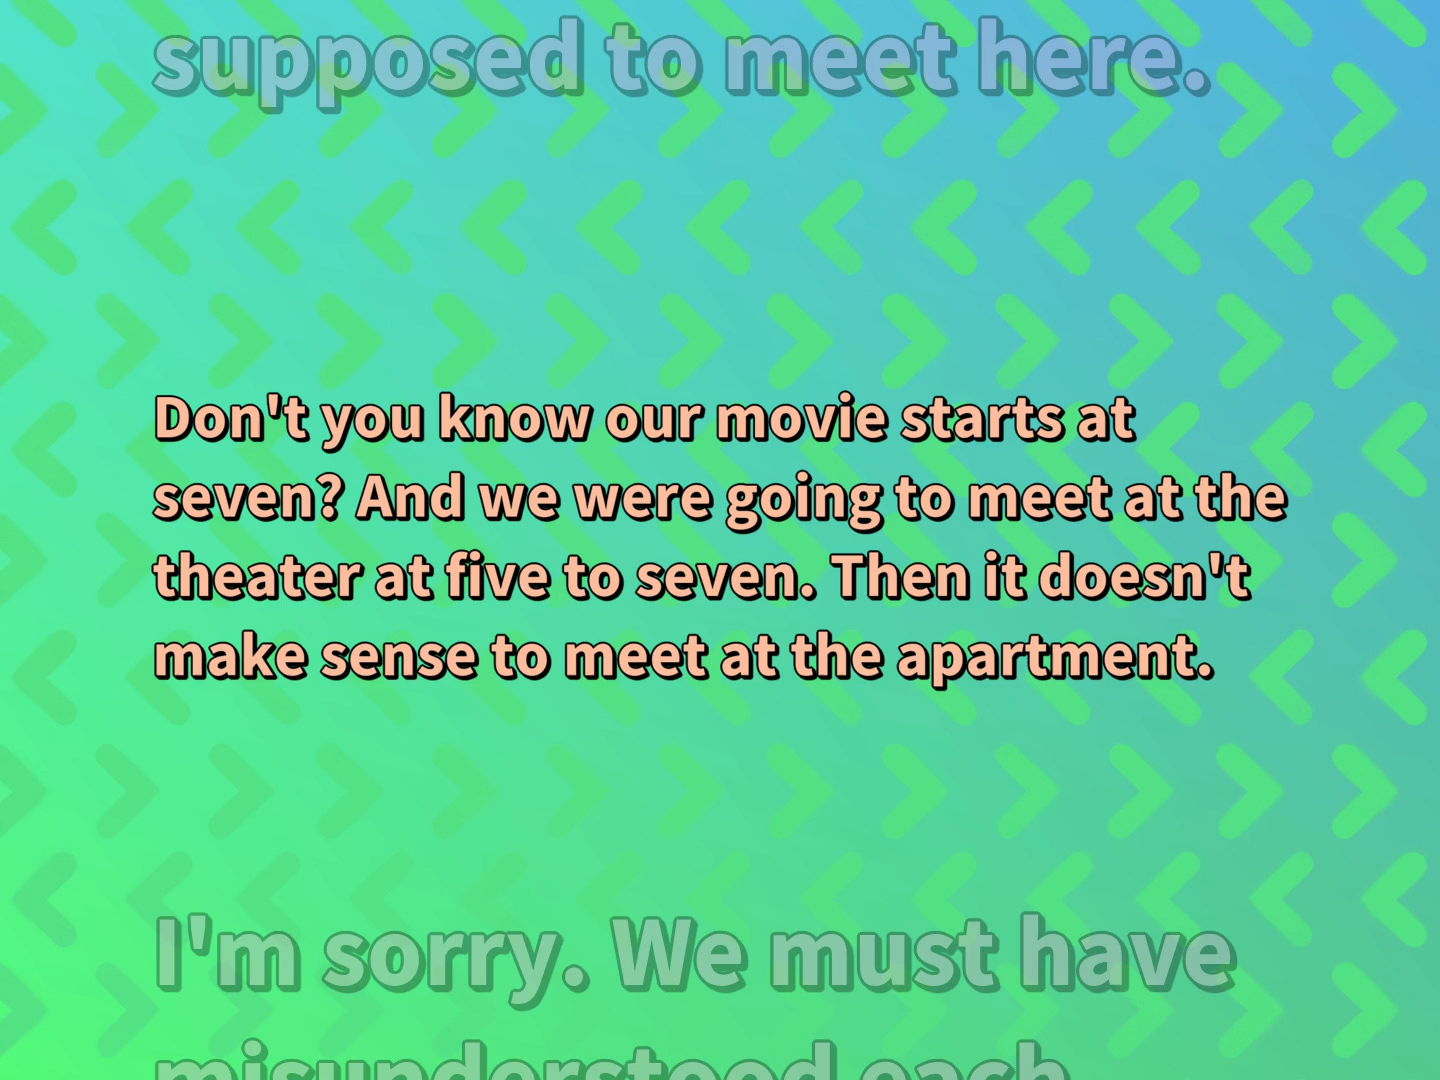 supposed to meet here.
Don't you know our movie starts at
seven? And we were going to meet at the
theater at five to seven. Then it doesn't
make sense to meet at the apartment.
I'm sorry. We must have
misunderstood each